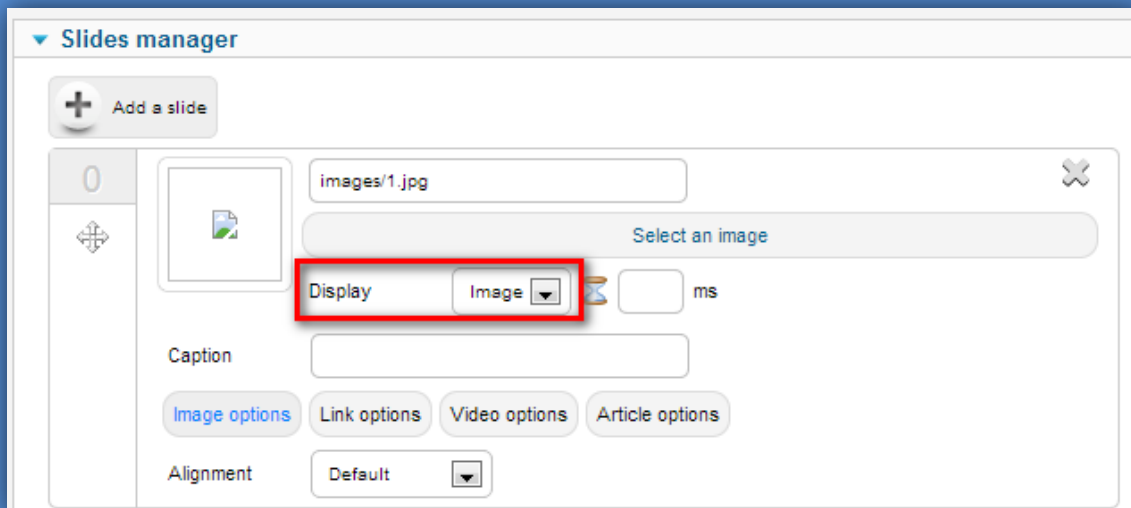 Slides manager
Add a slide
0
images/1.jpg
Select an image
Display Image ms
Caption
Image options Link options Video options Article options
Alignment Default